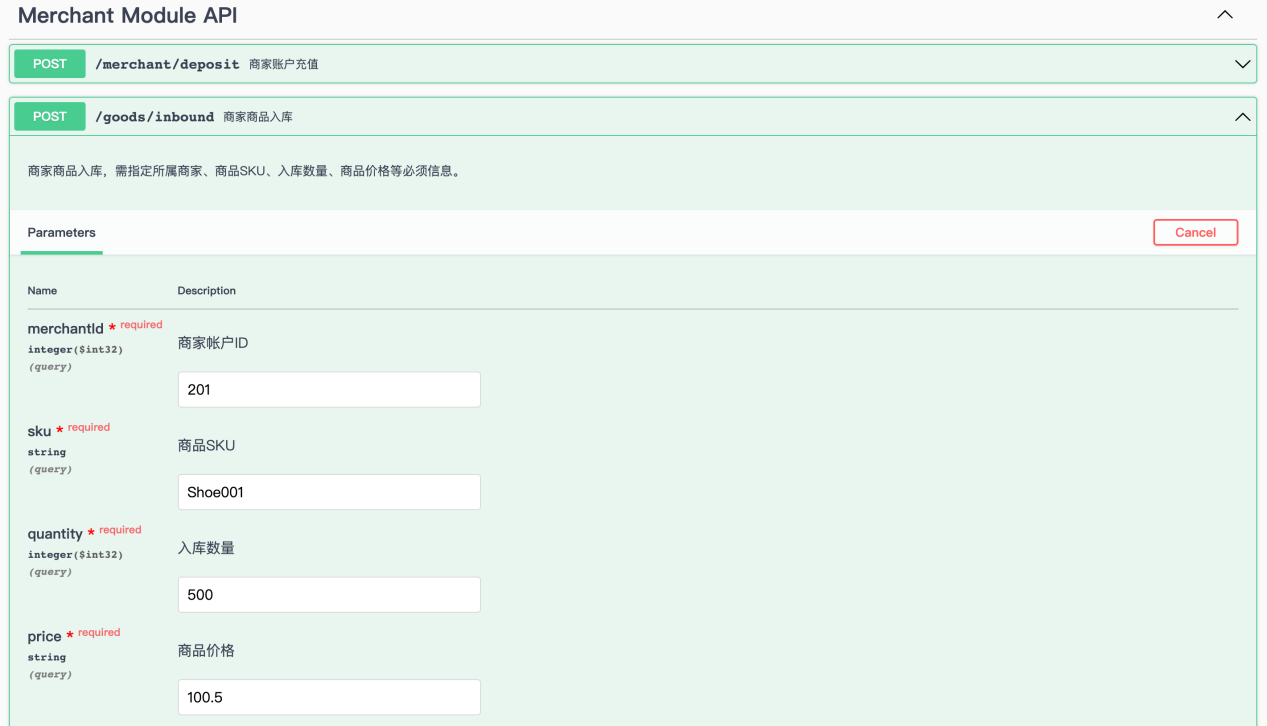 Merchant Module API
POST /merchant/deposit 商家账户充值
POST /goods/inbound 商家商品入库
商家商品入库，需指定所属商家、商品SKU、入库数量、商品价格等必须信息。
Parameters
Cancel
Name Description
merchantId * required
integer($int32)
(query)
商家帐户ID
201
sku * required
string
(query)
商品SKU
Shoe001
quantity * required
integer($int32)
(query)
入库数量
500
price * required
string
(query)
商品价格
100.5